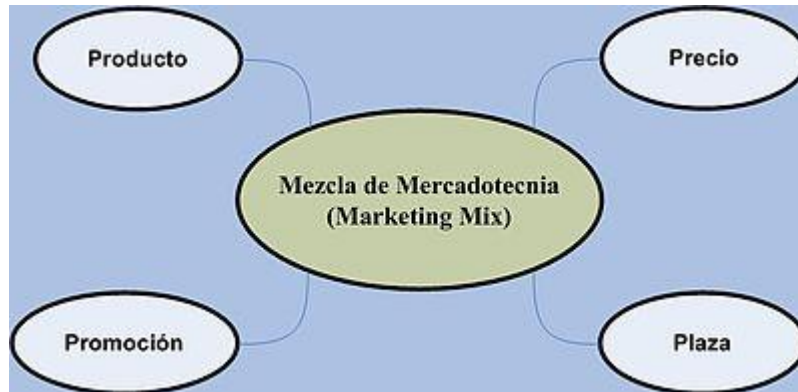 Producto
Precio
Mezcla de Mercadotecnia
(Marketing Mix)
Promoción
Plaza